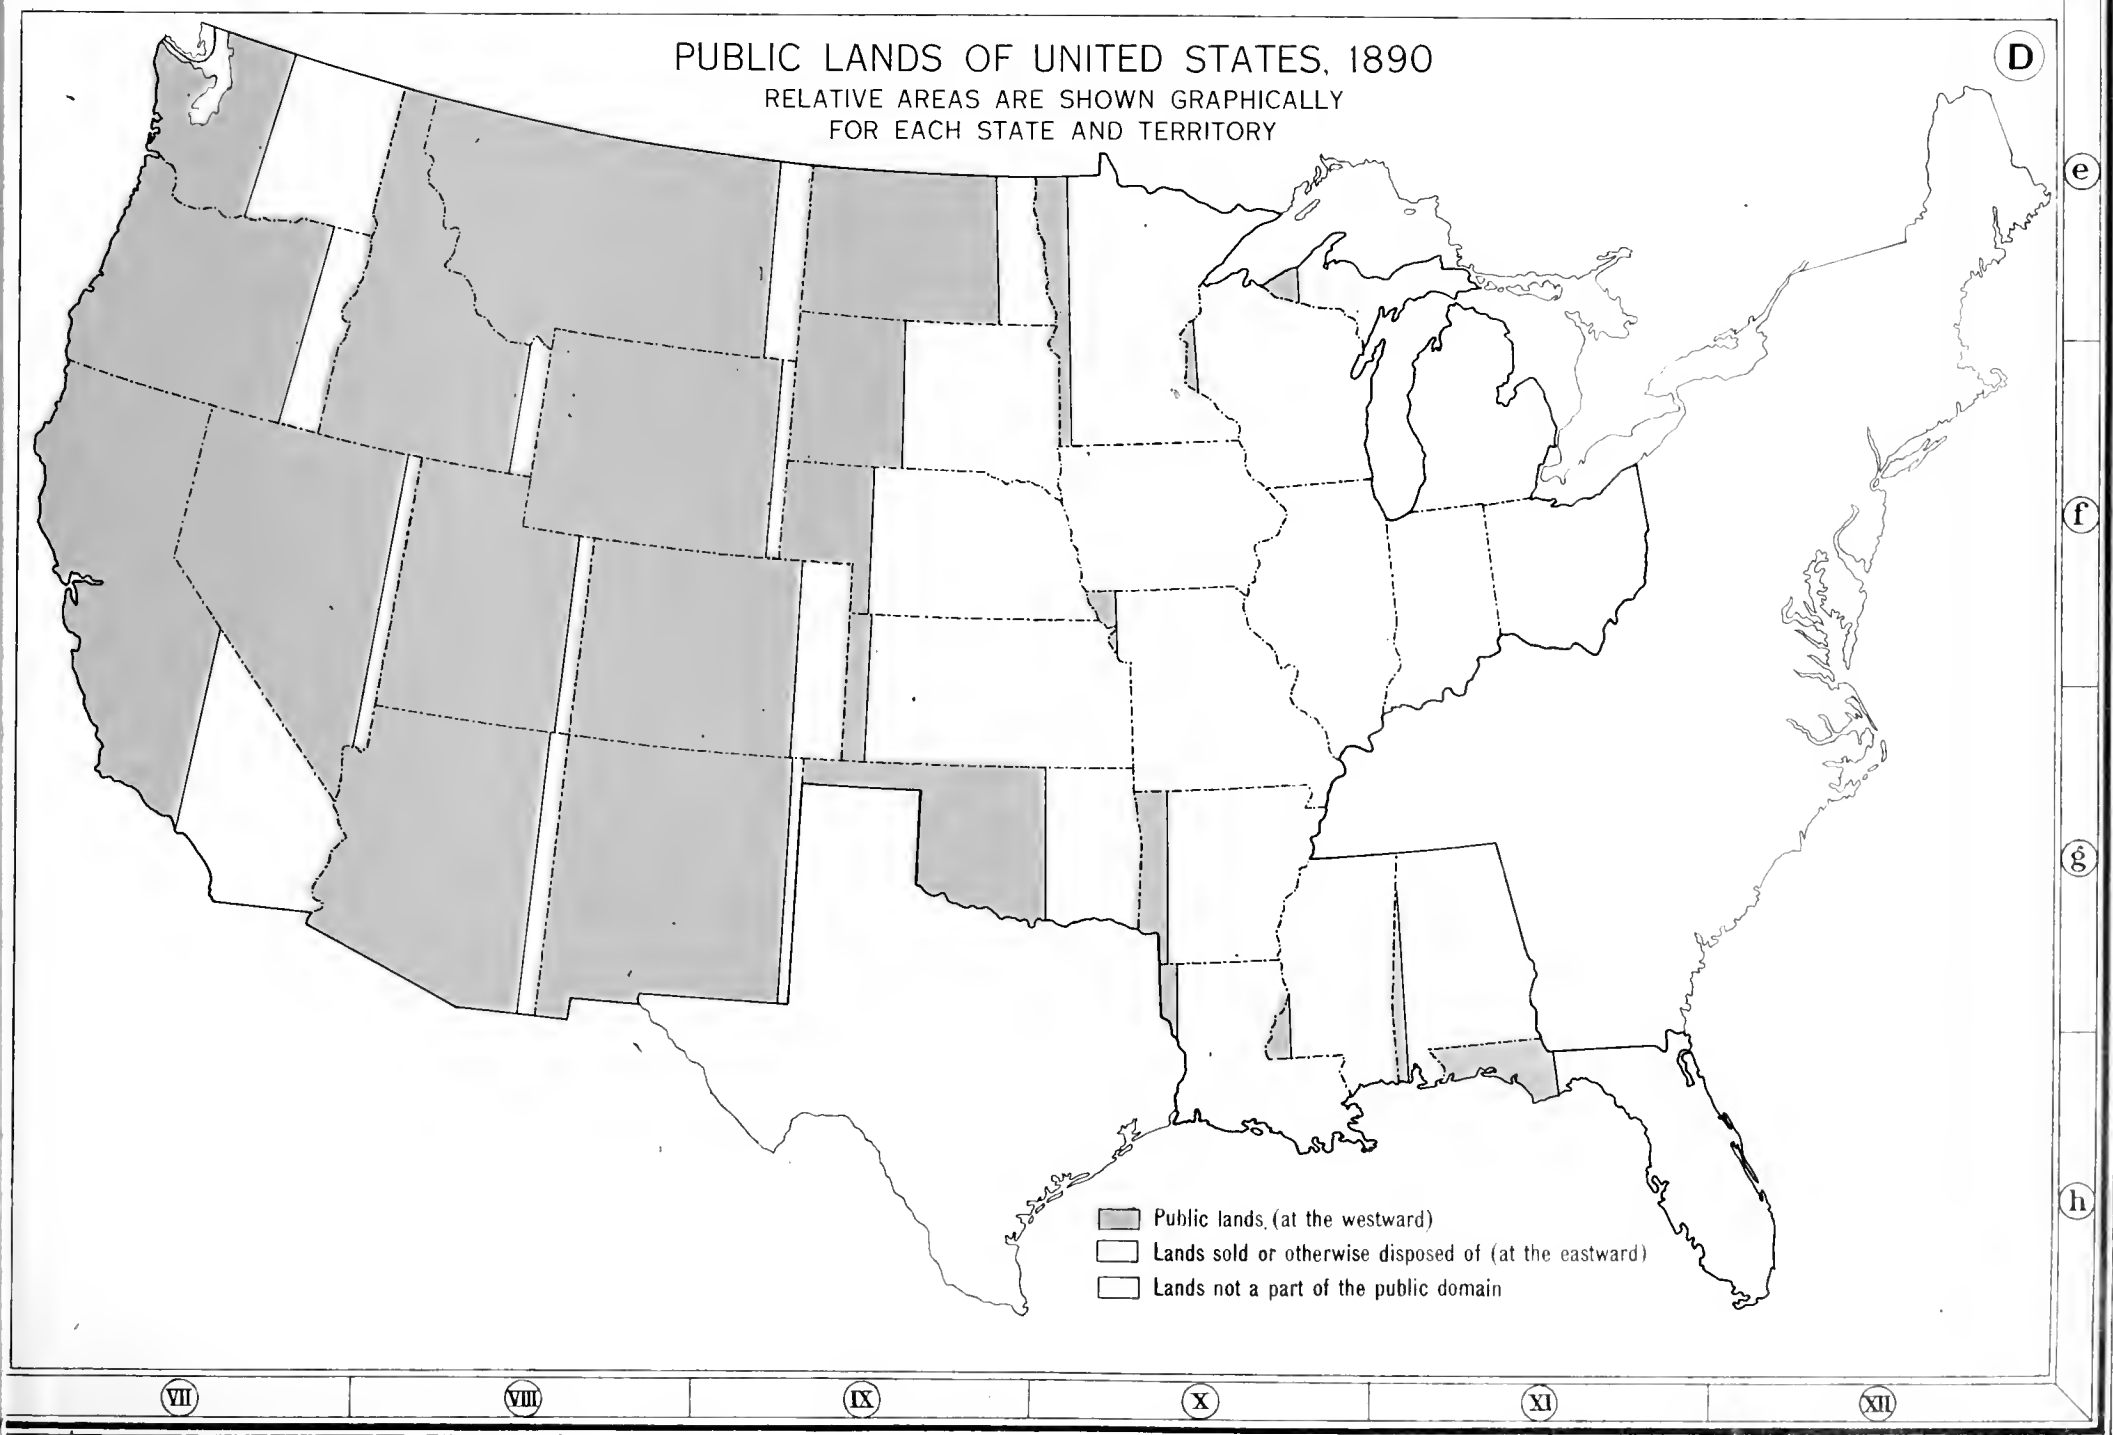 PUBLIC LANDS OF UNITED STATES, 1890
RELATIVE AREAS ARE SHOWN GRAPHICALLY
FOR EACH STATE AND TERRITORY
D
e
f
g
h
Public lands, (at the westward)
Lands sold or otherwise disposed of (at the eastward)
Lands not a part of the public domain
VII
VIII
IX
X
XI
XII